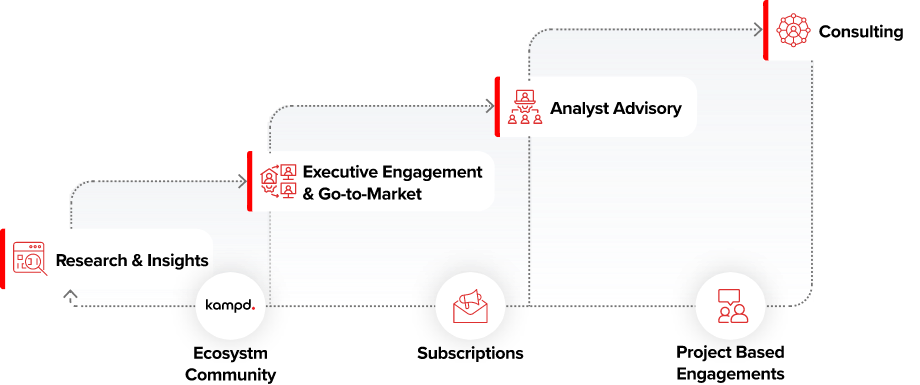 Consulting
Analyst Advisory
Executive Engagement
& Go-to-Market
Research & Insights
kampd.
Ecosystm
Community
Subscriptions
Project Based
Engagements